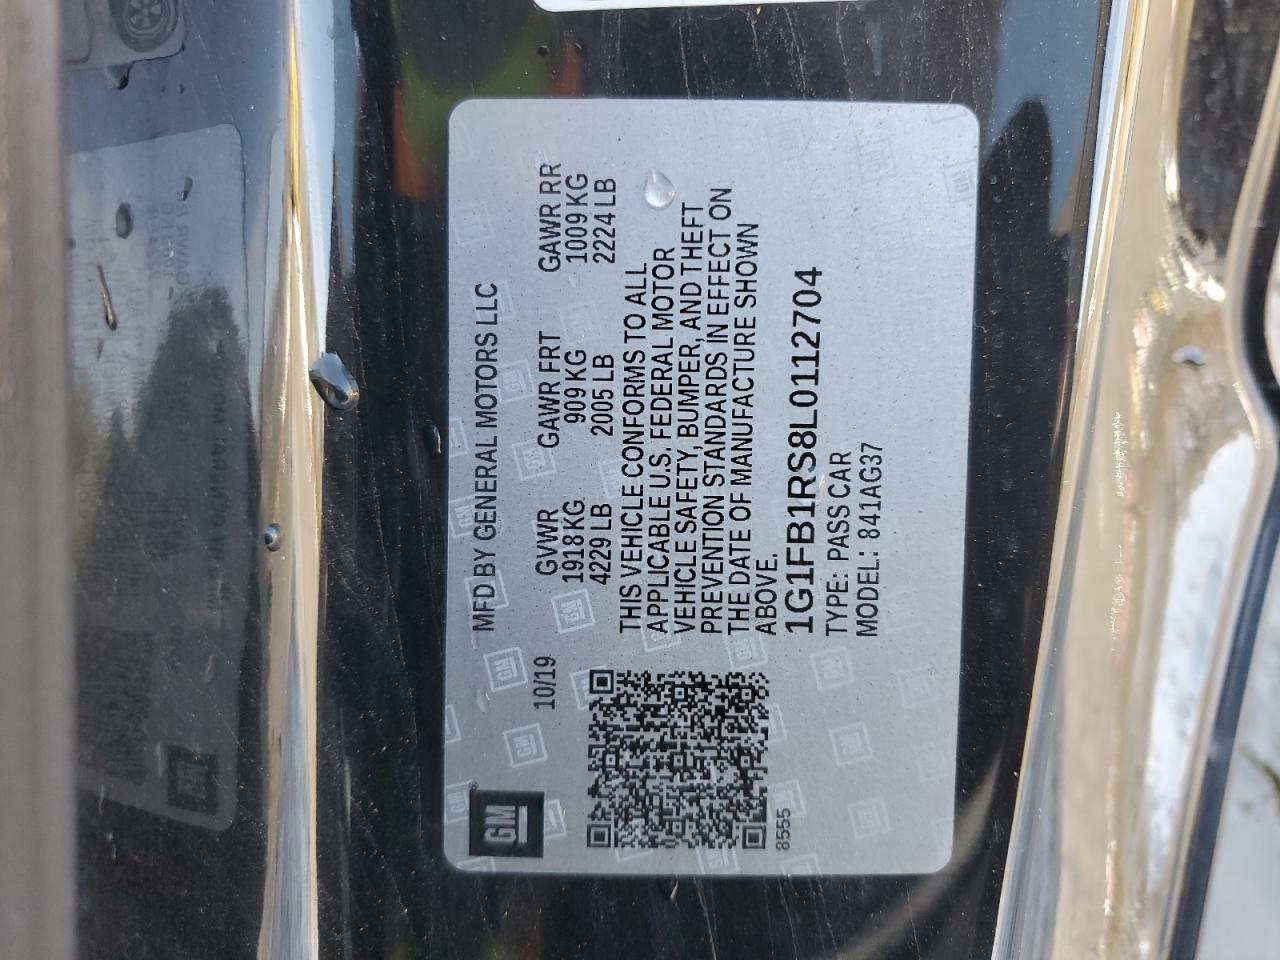 GM
MFD BY GENERAL MOTORS LLC
10/19 GVWR GAWR FRT GAWR RR
1918 KG 909 KG 1009 KG
4229 LB 2005 LB 2224 LB
THIS VEHICLE CONFORMS TO ALL
APPLICABLE U.S. FEDERAL MOTOR
VEHICLE SAFETY, BUMPER, AND THEFT
PREVENTION STANDARDS IN EFFECT ON
THE DATE OF MANUFACTURE SHOWN
ABOVE.
1G1FB1RS8L0112704
TYPE: PASS CAR
MODEL: 841AG37
8555